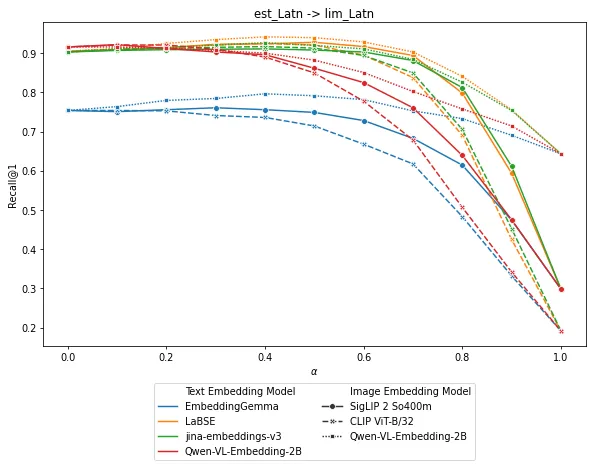 est_Latn -> lim_Latn
Recall@1
0.9
0.8
0.7
0.6
0.5
0.4
0.3
0.2
0.0
0.2
0.4
0.6
0.8
1.0
α
Text Embedding Model
EmbeddingGemma
LaBSE
jina-embeddings-v3
Qwen-VL-Embedding-2B
Image Embedding Model
SigLIP 2 So400m
CLIP ViT-B/32
Qwen-VL-Embedding-2B